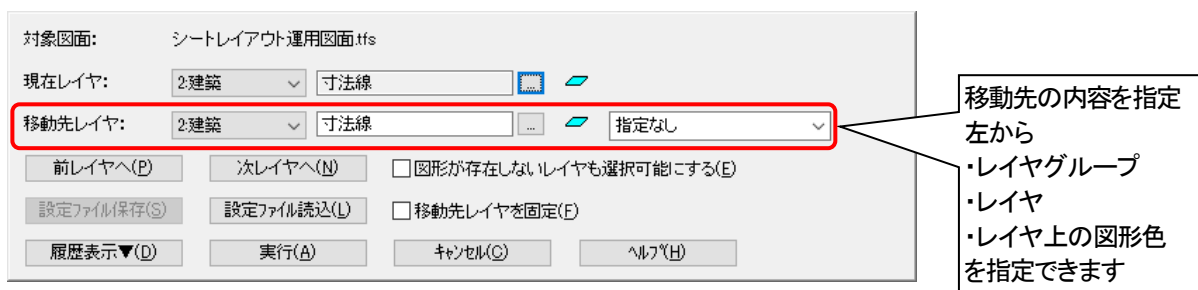 対象図面: シートレイアウト運用図面.tfs
現在レイヤ: 2:建築 寸法線 ...
移動先レイヤ: 2:建築 寸法線 ... 指定なし
前レイヤへ(P) 次レイヤへ(N) 図形が存在しないレイヤも選択可能にする(E)
設定ファイル保存(S) 設定ファイル読込(L) 移動先レイヤを固定(F)
履歴表示▼(D) 実行(A) キャンセル(C) ヘルプ(H)
移動先の内容を指定
左から
・レイヤグループ
・レイヤ
・レイヤ上の図形色
を指定できます